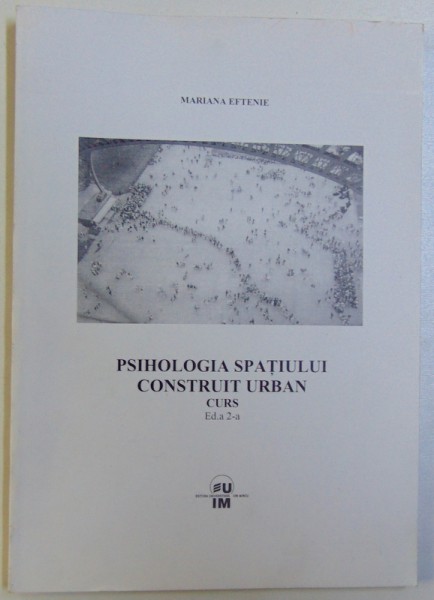 MARIANA EFTENIE
PSIHOLOGIA SPAȚIULUI
CONSTRUIT URBAN
CURS
Ed.a 2-a
EU
IM